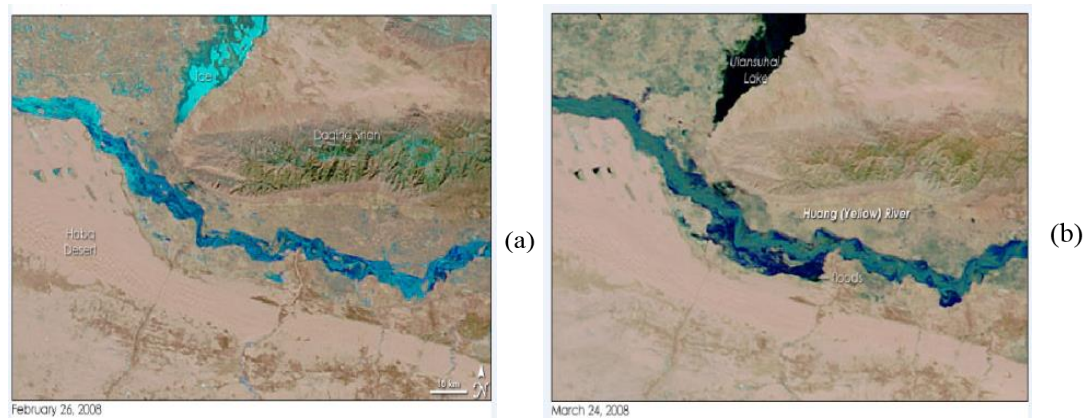 Ice
Daqing Shan
Hobq
Desert
10 km
N
February 26, 2008
(a)
Ulansuhai
Lake
Huang (Yellow) River
floods
March 24, 2008
(b)